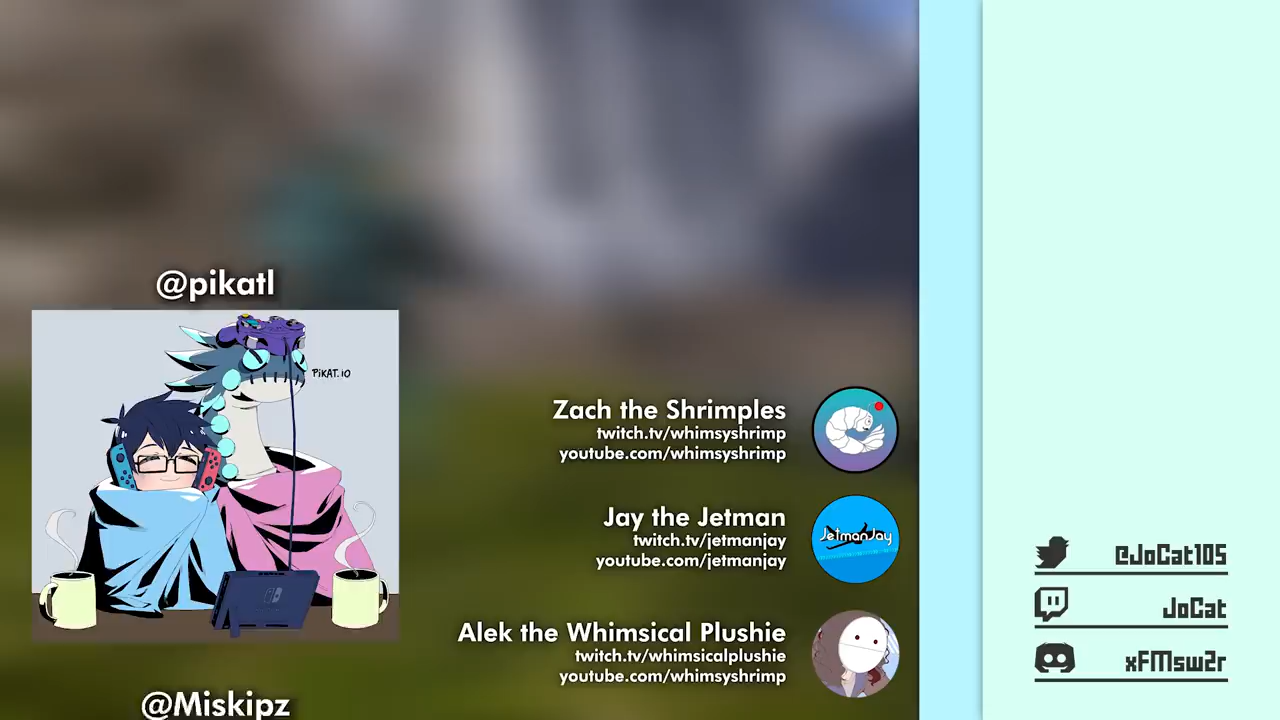 @pikatl
PiKAT.IO
@Miskipz
Zach the Shrimples
twitch.tv/whimsyshrimp
youtube.com/whimsyshrimp
Jay the Jetman
twitch.tv/jetmanjay
youtube.com/jetmanjay
JetmanJay
Alek the Whimsical Plushie
twitch.tv/whimsicalplushie
youtube.com/whimsyshrimp
@JoCat105
JoCat
xFMsw2r